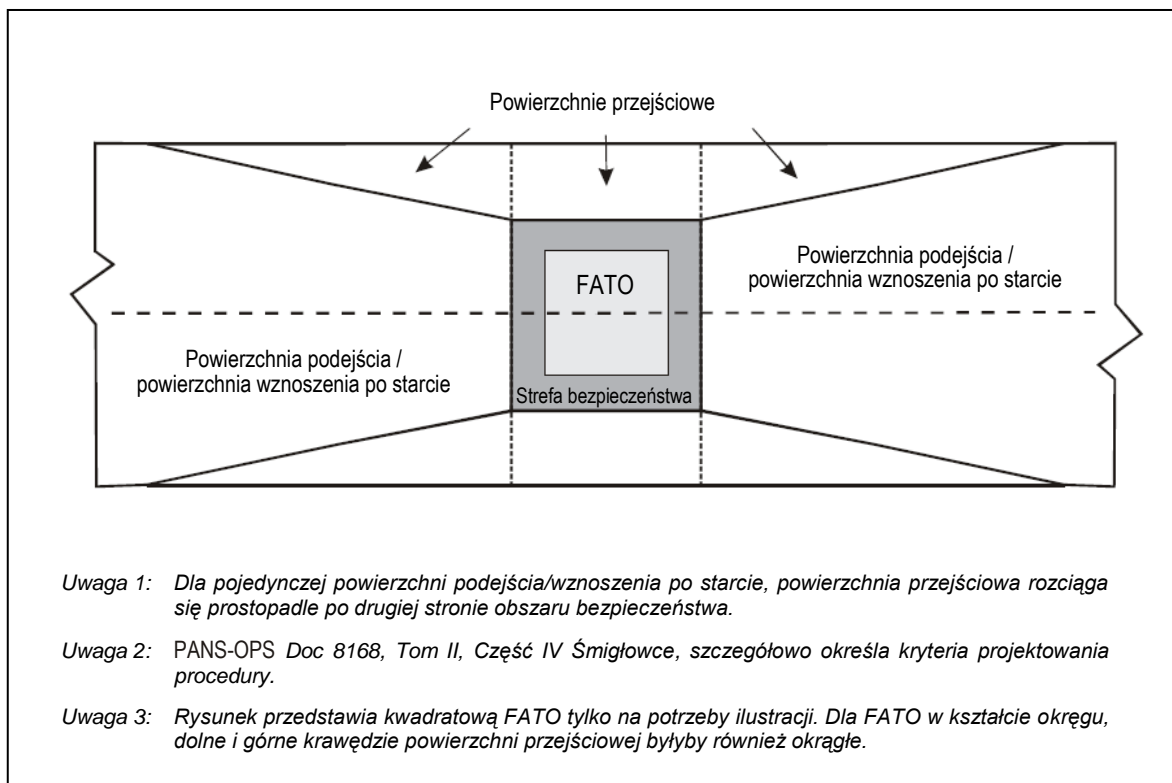 Powierzchnie przejściowe
Powierzchnia podejścia /
powierzchnia wznoszenia po starcie
FATO
Powierzchnia podejścia /
powierzchnia wznoszenia po starcie
Strefa bezpieczeństwa
Uwaga 1: Dla pojedynczej powierzchni podejścia/wznoszenia po starcie, powierzchnia przejściowa rozciąga
się prostopadle po drugiej stronie obszaru bezpieczeństwa.
Uwaga 2: PANS-OPS Doc 8168, Tom II, Część IV Śmigłowce, szczegółowo określa kryteria projektowania
procedury.
Uwaga 3: Rysunek przedstawia kwadratową FATO tylko na potrzeby ilustracji. Dla FATO w kształcie okręgu,
dolne i górne krawędzie powierzchni przejściowej byłyby również okrągłe.